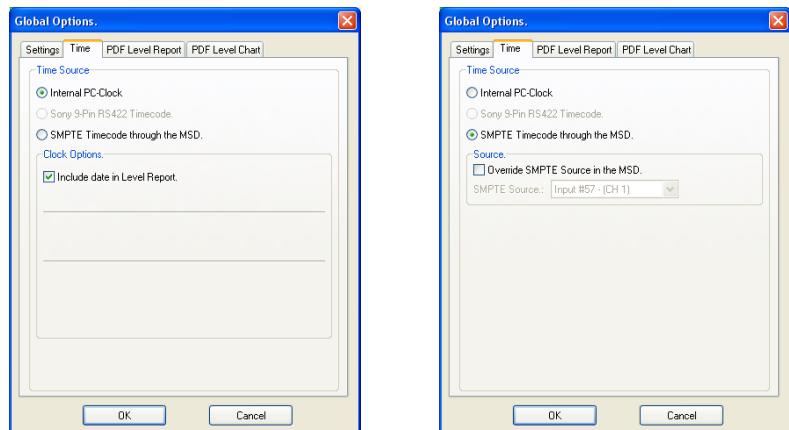 Global Options.
Settings Time PDF Level Report PDF Level Chart
Time Source
Internal PC-Clock
Sony 9-Pin RS422 Timecode.
SMPTE Timecode through the MSD.
Clock Options.
Include date in Level Report.
OK Cancel
Global Options.
Settings Time PDF Level Report PDF Level Chart
Time Source
Internal PC-Clock
Sony 9-Pin RS422 Timecode.
SMPTE Timecode through the MSD.
Source.
Override SMPTE Source in the MSD.
SMPTE Source.: Input #57 - (CH 1)
OK Cancel